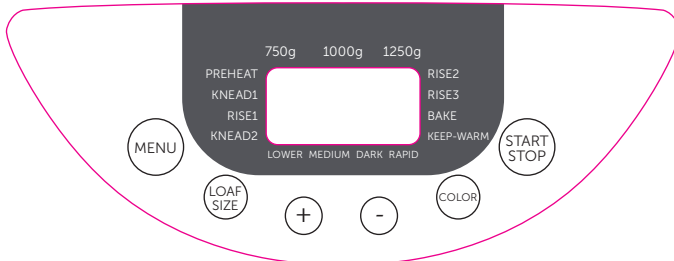 750g 1000g 1250g
PREHEAT
KNEAD1
RISE1
KNEAD2
RISE2
RISE3
BAKE
KEEP-WARM
LOWER MEDIUM DARK RAPID
MENU
START
STOP
LOAF
SIZE
+
-
COLOR